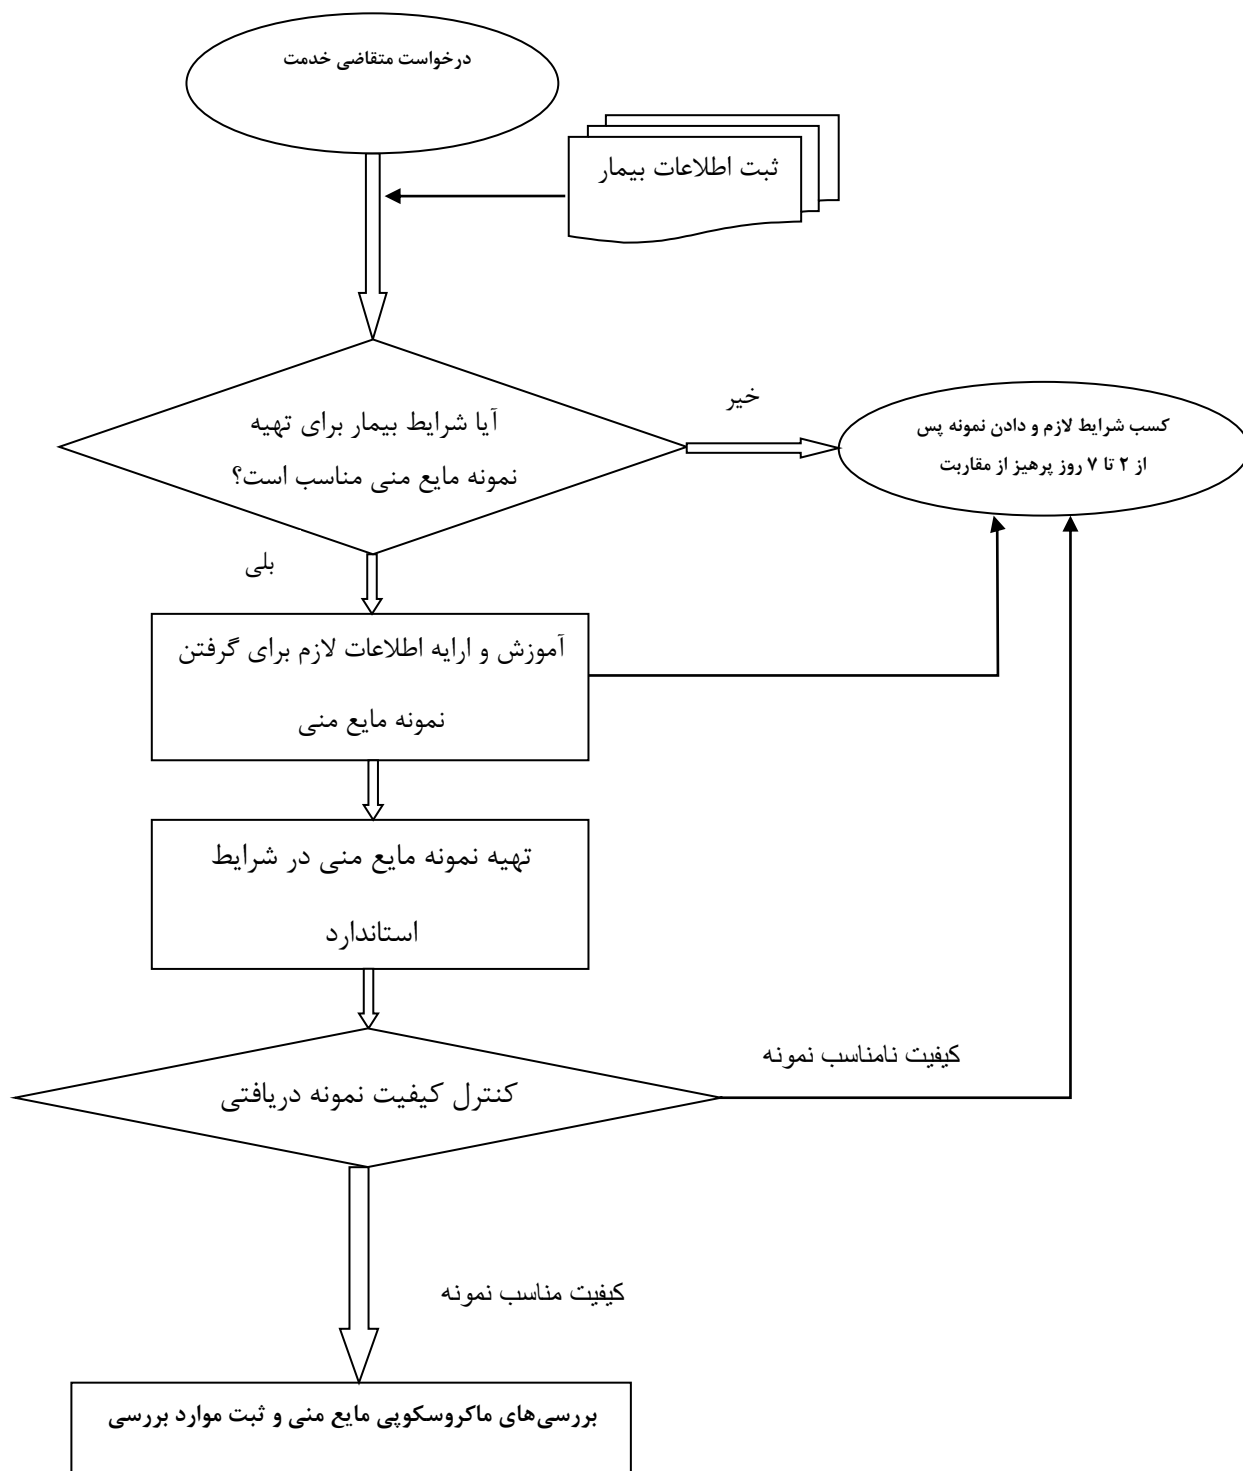 درخواست متقاضی خدمت
ثبت اطلاعات بیمار
آیا شرایط بیمار برای تهیه
نمونه مایع منی مناسب است؟
خیر
کسب شرایط لازم و دادن نمونه پس
از ۲ تا ۷ روز پرهیز از مقاربت
بلی
آموزش و ارایه اطلاعات لازم برای گرفتن
نمونه مایع منی
تهیه نمونه مایع منی در شرایط
استاندارد
کنترل کیفیت نمونه دریافتی
کیفیت نامناسب نمونه
کیفیت مناسب نمونه
بررسی‌های ماکروسکوپی مایع منی و ثبت موارد بررسی